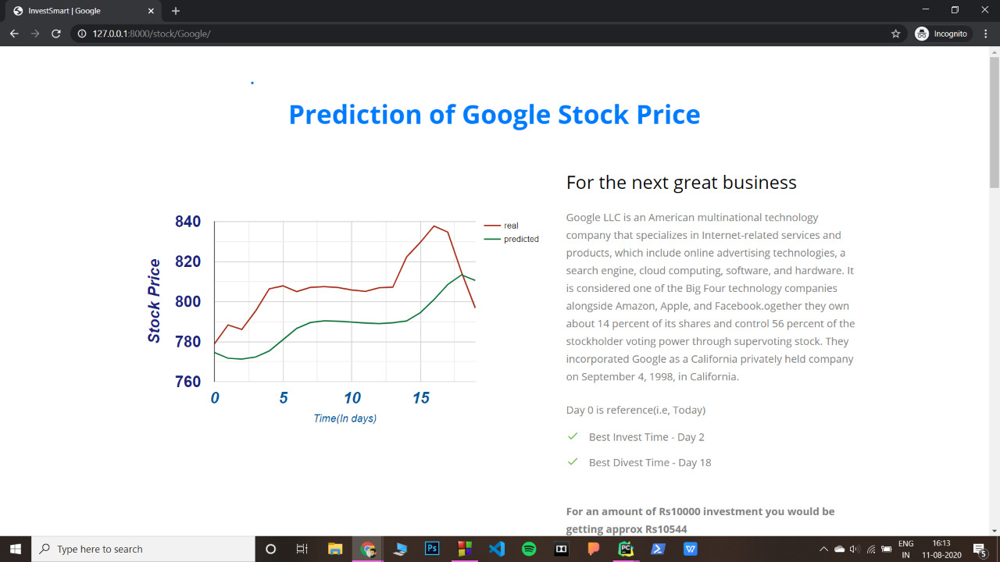 InvestSmart | Google
127.0.0.1:8000/stock/Google/
Incognito
Prediction of Google Stock Price
840
820
800
780
760
Stock Price
0 5 10 15
Time(In days)
real
predicted
For the next great business
Google LLC is an American multinational technology
company that specializes in Internet-related services and
products, which include online advertising technologies, a
search engine, cloud computing, software, and hardware. It
is considered one of the Big Four technology companies
alongside Amazon, Apple, and Facebook.ogether they own
about 14 percent of its shares and control 56 percent of the
stockholder voting power through supervoting stock. They
incorporated Google as a California privately held company
on September 4, 1998, in California.
Day 0 is reference(i.e, Today)
Best Invest Time - Day 2
Best Divest Time - Day 18
For an amount of Rs10000 investment you would be
getting approx Rs10544
Type here to search
Ps
PC
W
ENG
IN
16:13
11-08-2020
5